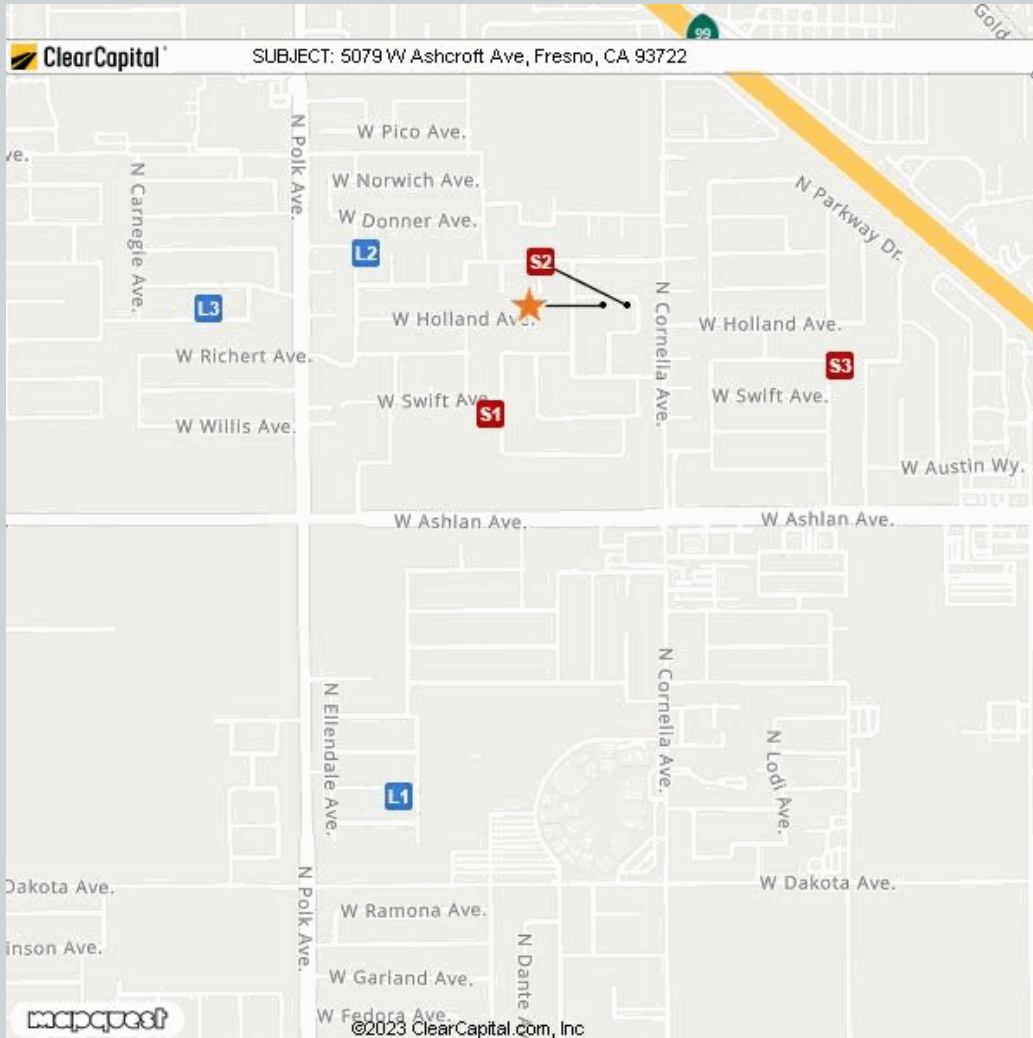 99
Gold
ClearCapital
SUBJECT: 5079 W Ashcroft Ave, Fresno, CA 93722
W Pico Ave.
ve.
N Polk Ave.
N Carnegie Ave.
W Norwich Ave.
N Parkway Dr.
W Donner Ave.
L2
S2
L3
W Holland Ave.
N Cornelia Ave.
W Holland Ave.
W Richert Ave.
S3
W Swift Ave
W Swift Ave.
S1
W Willis Ave.
W Austin Wy.
W Ashlan Ave.
W Ashlan Ave.
N Cornelia Ave.
N Ellendale Ave.
N Lodi Ave.
L1
Dakota Ave.
W Dakota Ave.
N Polk Ave.
W Ramona Ave.
inson Ave.
N Dante A
W Garland Ave.
W Fedora Ave.
mapquest
©2023 ClearCapital.com, Inc